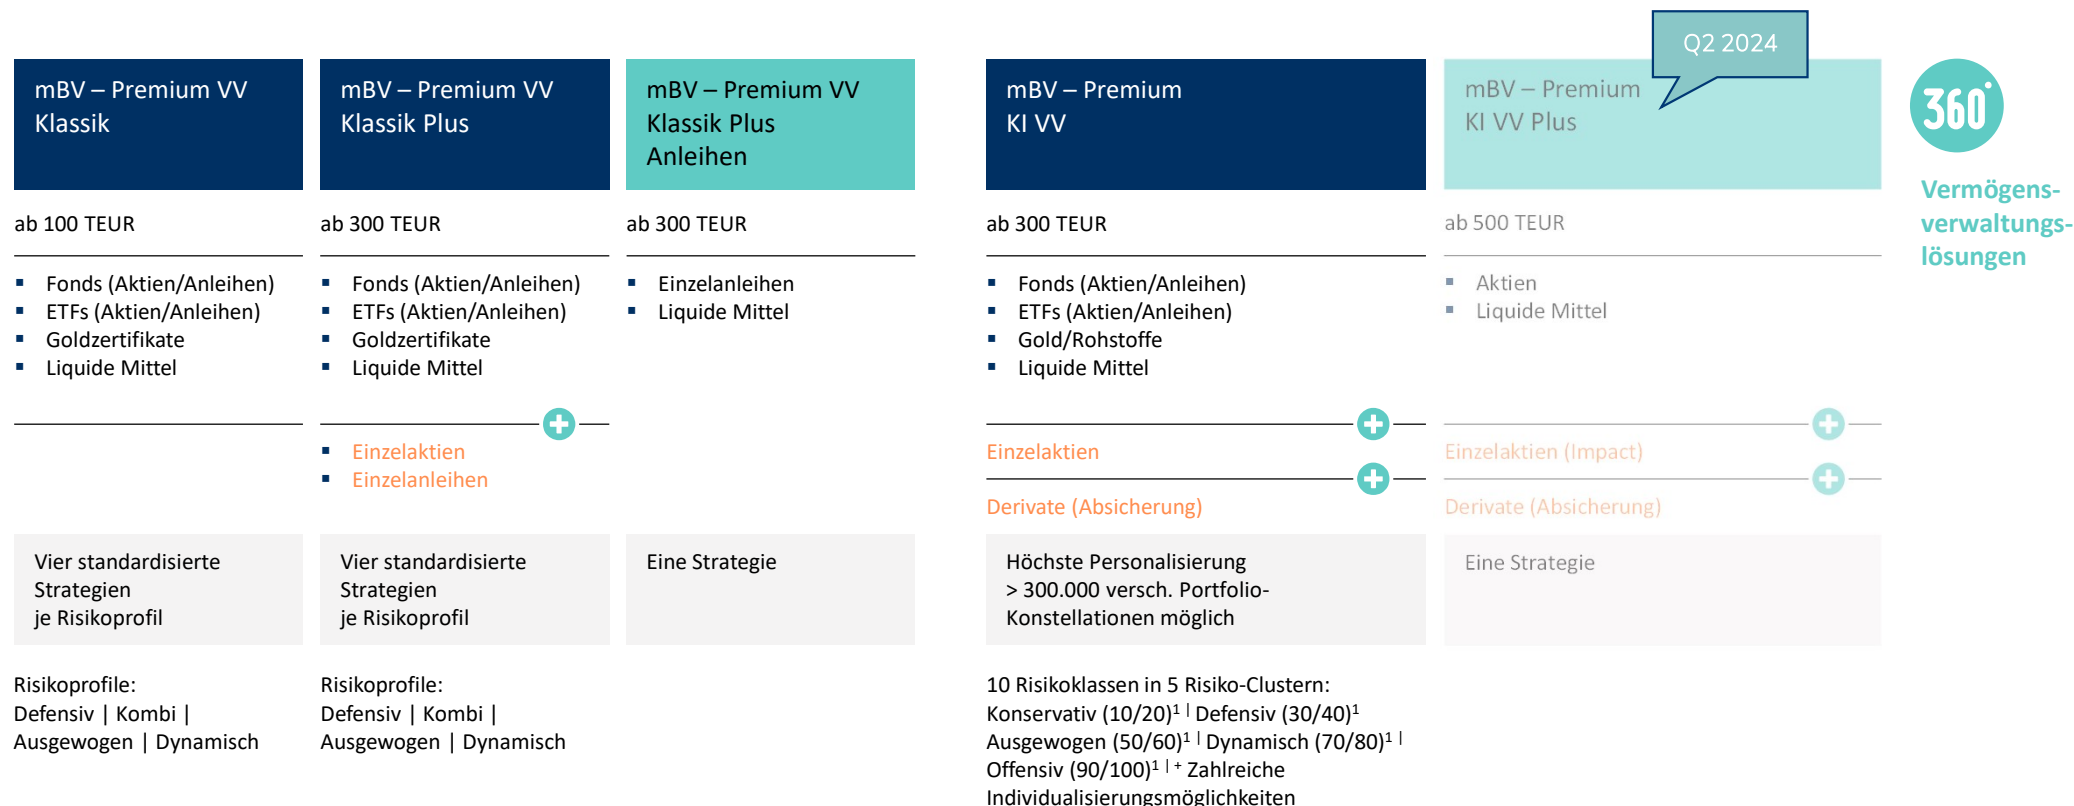 Q2 2024
mBV – Premium VV
Klassik
ab 100 TEUR
▪ Fonds (Aktien/Anleihen)
▪ ETFs (Aktien/Anleihen)
▪ Goldzertifikate
▪ Liquide Mittel
Vier standardisierte
Strategien
je Risikoprofil
Risikoprofile:
Defensiv | Kombi |
Ausgewogen | Dynamisch
mBV – Premium VV
Klassik Plus
ab 300 TEUR
▪ Fonds (Aktien/Anleihen)
▪ ETFs (Aktien/Anleihen)
▪ Goldzertifikate
▪ Liquide Mittel
+
▪ Einzelaktien
▪ Einzelanleihen
Vier standardisierte
Strategien
je Risikoprofil
Risikoprofile:
Defensiv | Kombi |
Ausgewogen | Dynamisch
mBV – Premium VV
Klassik Plus
Anleihen
ab 300 TEUR
▪ Einzelanleihen
▪ Liquide Mittel
Eine Strategie
mBV – Premium
KI VV
ab 300 TEUR
▪ Fonds (Aktien/Anleihen)
▪ ETFs (Aktien/Anleihen)
▪ Gold/Rohstoffe
▪ Liquide Mittel
+
Einzelaktien
+
Derivate (Absicherung)
Höchste Personalisierung
> 300.000 versch. Portfolio-
Konstellationen möglich
10 Risikoklassen in 5 Risiko-Clustern:
Konservativ (10/20)¹ | Defensiv (30/40)¹
Ausgewogen (50/60)¹ | Dynamisch (70/80)¹ |
Offensiv (90/100)¹ | + Zahlreiche
Individualisierungsmöglichkeiten
mBV – Premium
KI VV Plus
ab 500 TEUR
▪ Aktien
▪ Liquide Mittel
+
Einzelaktien (Impact)
+
Derivate (Absicherung)
Eine Strategie
360°
Vermögens-
verwaltungs-
lösungen